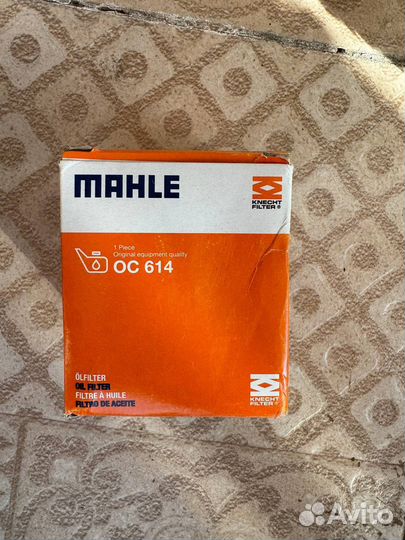 MAHLE
KNECHT
FILTER®
1 Piece
Original equipment quality
OC 614
ÖLFILTER
OIL FILTER
FILTRE À HUILE
FILTRO DE ACEITE
KNECHT
FILTER®
Avito